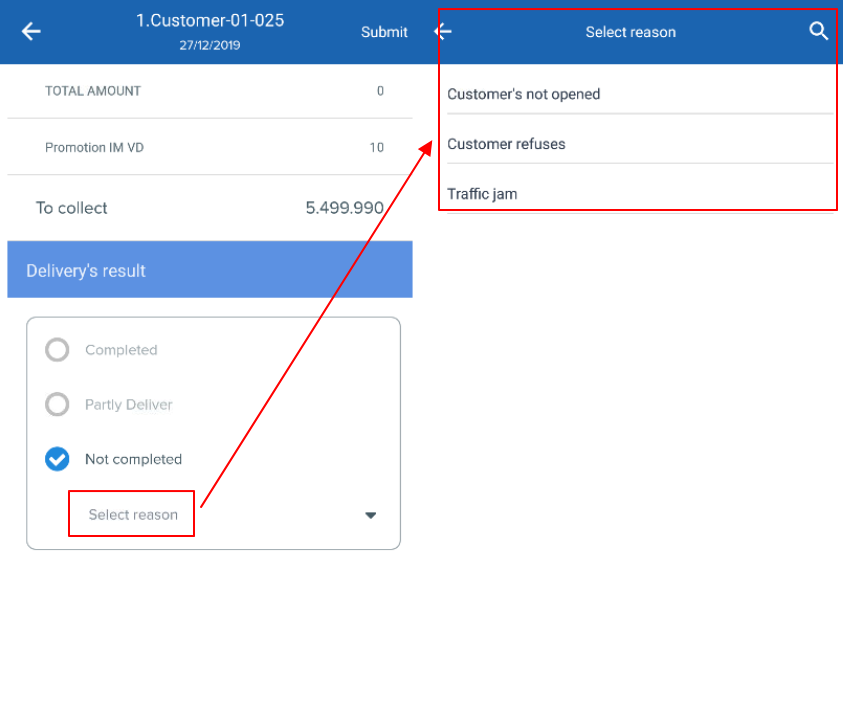 1.Customer-01-025
27/12/2019
Submit
TOTAL AMOUNT 0
Promotion IM VD 10
To collect 5.499.990
Delivery's result
Completed
Partly Deliver
Not completed
Select reason
Select reason
Customer's not opened
Customer refuses
Traffic jam